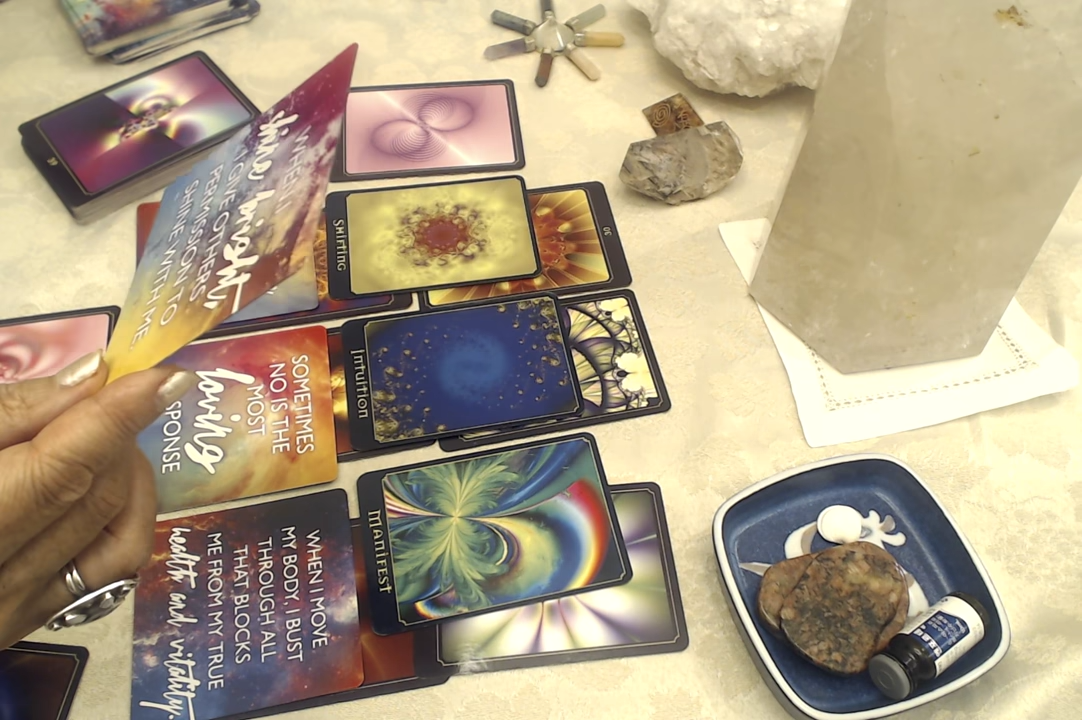 WHEN I
shine bright,
I GIVE OTHERS
PERMISSION TO
SHINE WITH ME.
Shifting
30
SOMETIMES
NO IS THE
MOST
loving
SPONSE
Intuition
WHEN I MOVE
MY BODY, I BUST
THROUGH ALL
THAT BLOCKS
ME FROM MY TRUE
health and vitality.
Manifest